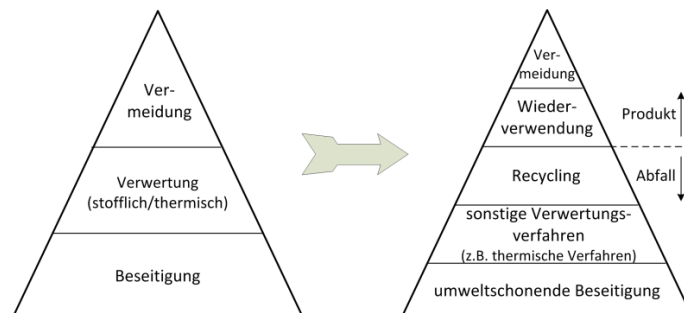 Ver-
meidung
Verwertung
(stofflich/thermisch)
Beseitigung
Ver-
meidung
Wieder-
verwendung
Recycling
sonstige Verwertungs-
verfahren
(z.B. thermische Verfahren)
umweltschonende Beseitigung
Produkt
Abfall